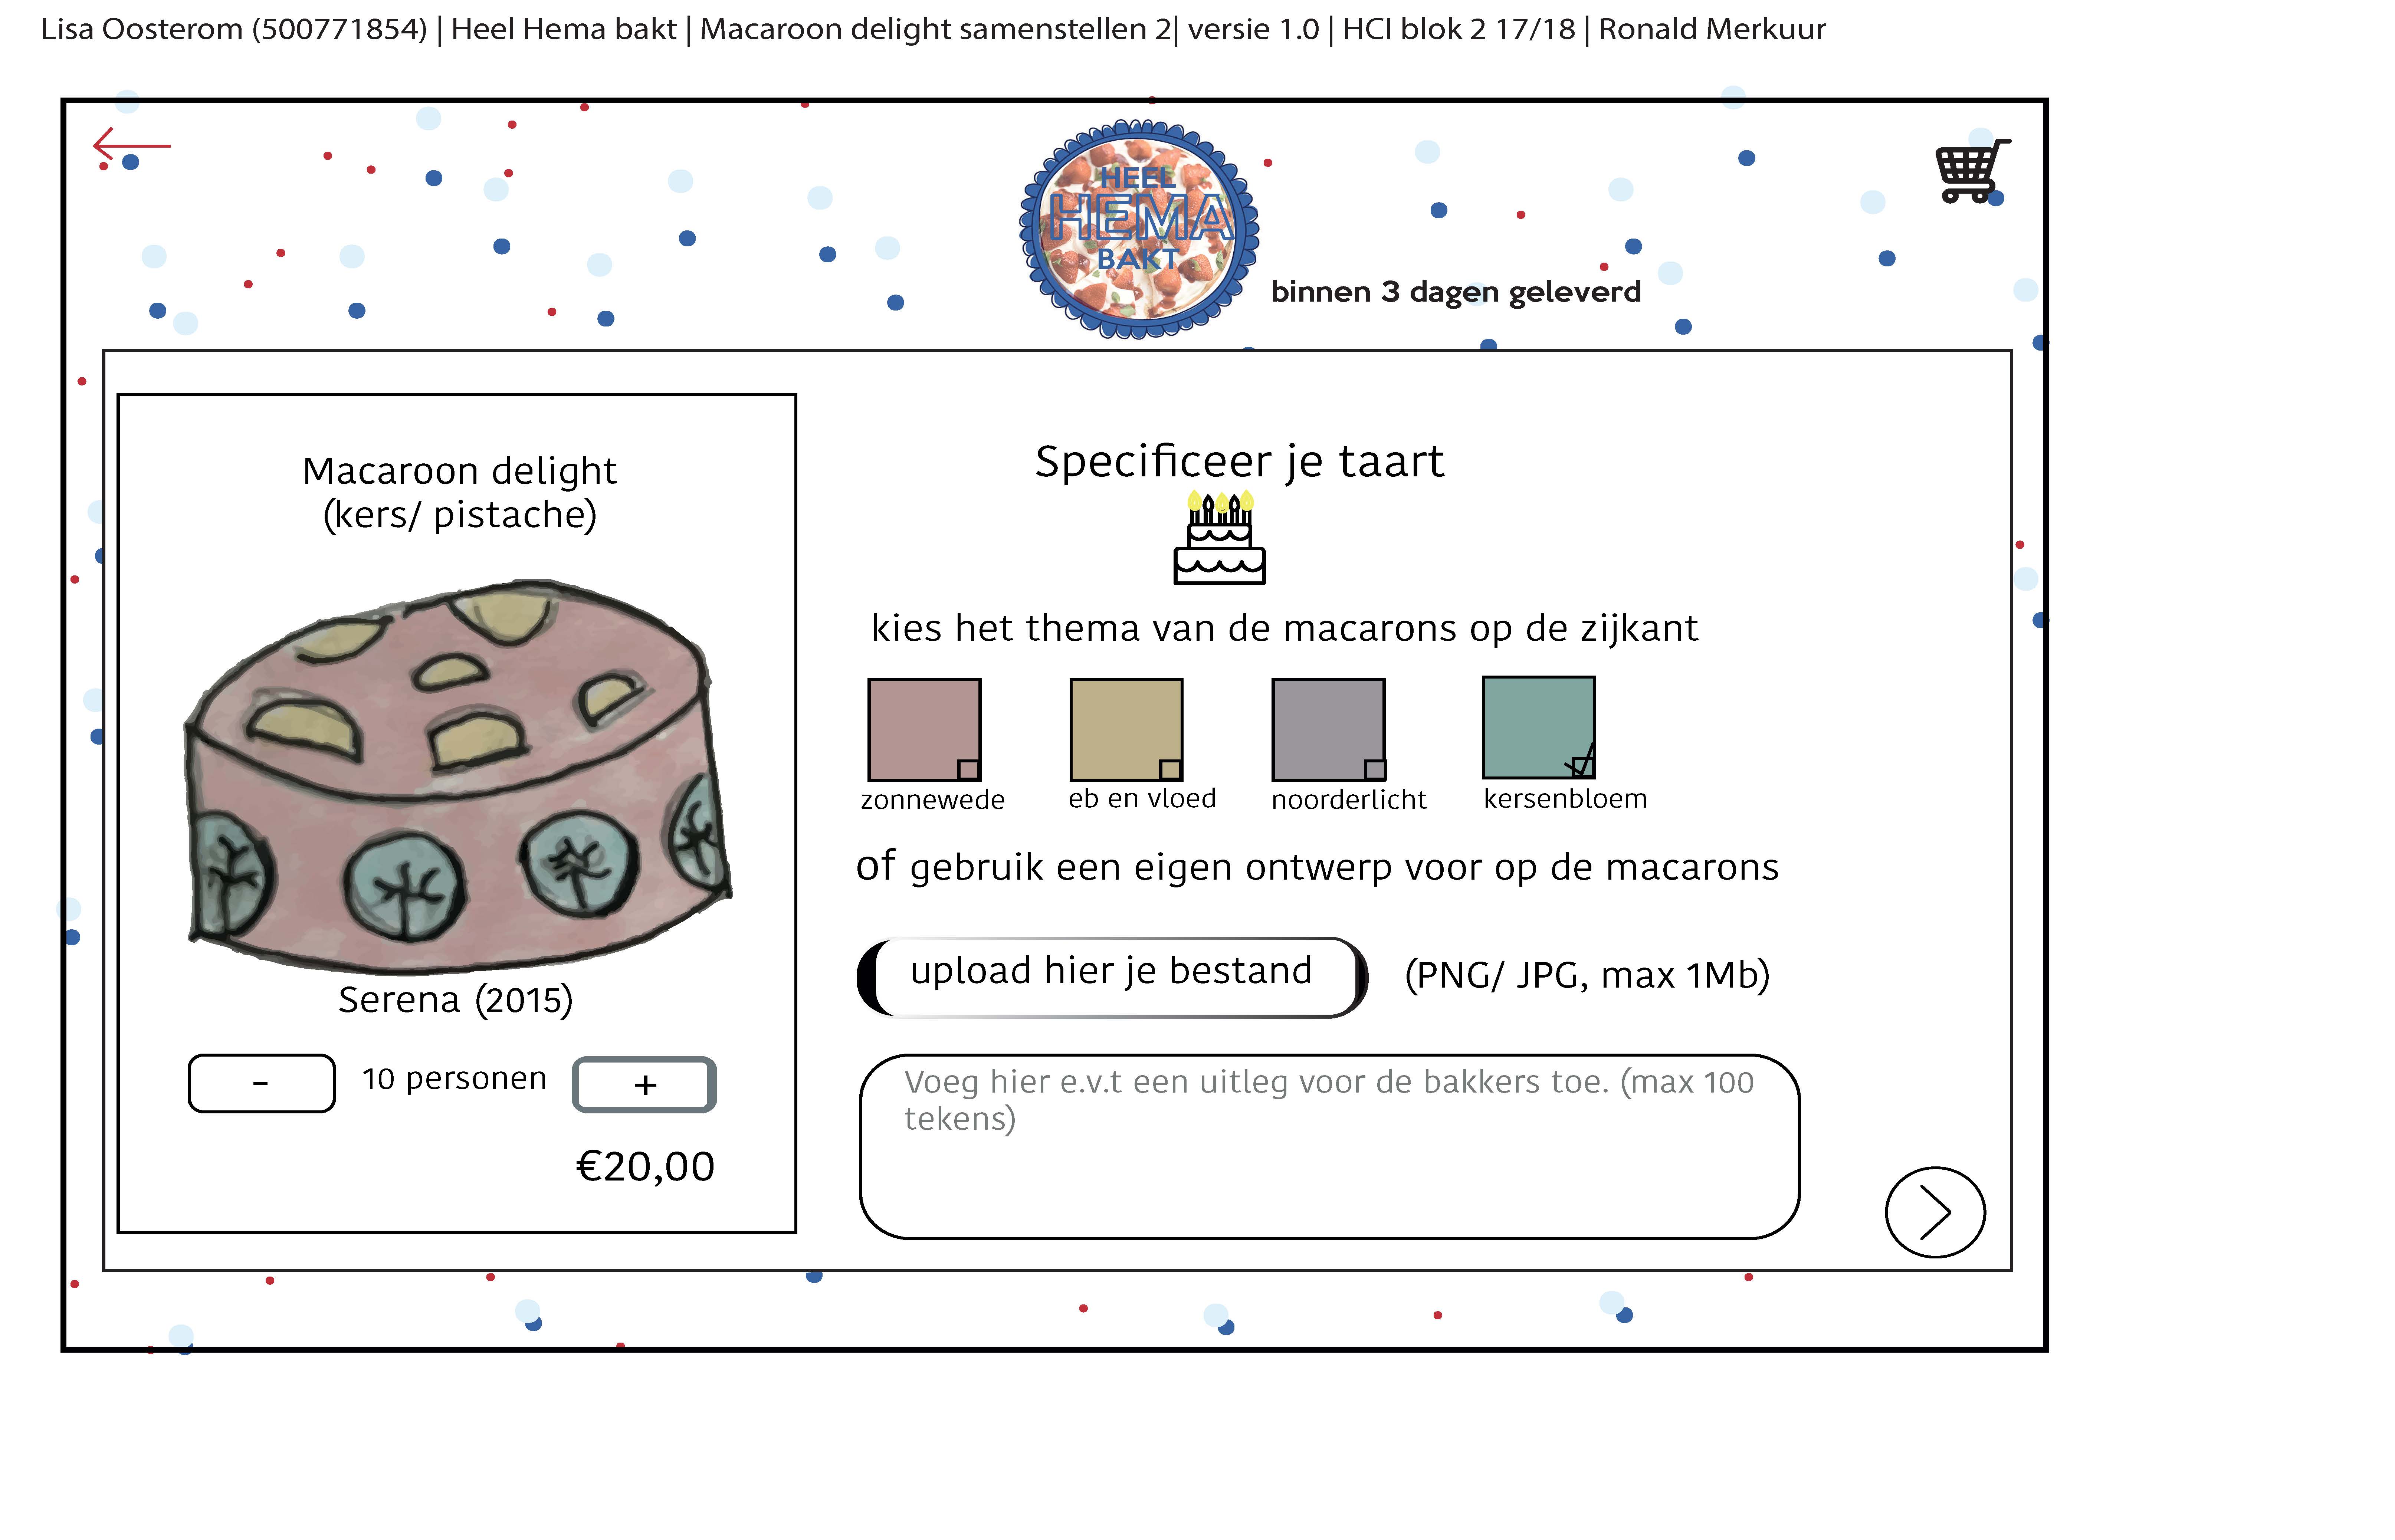 Lisa Oosterom (500771854) | Heel Hema bakt | Macaroon delight samenstellen 2| versie 1.0 | HCI blok 2 17/18 | Ronald Merkuur
HEEL
HEMA
BAKT
binnen 3 dagen geleverd
Macaroon delight
(kers/ pistache)
Serena (2015)
- 10 personen +
€20,00
Specificeer je taart
kies het thema van de macarons op de zijkant
zonnewede eb en vloed noorderlicht kersenbloem
of gebruik een eigen ontwerp voor op de macarons
upload hier je bestand (PNG/ JPG, max 1Mb)
Voeg hier e.v.t een uitleg voor de bakkers toe. (max 100
tekens)